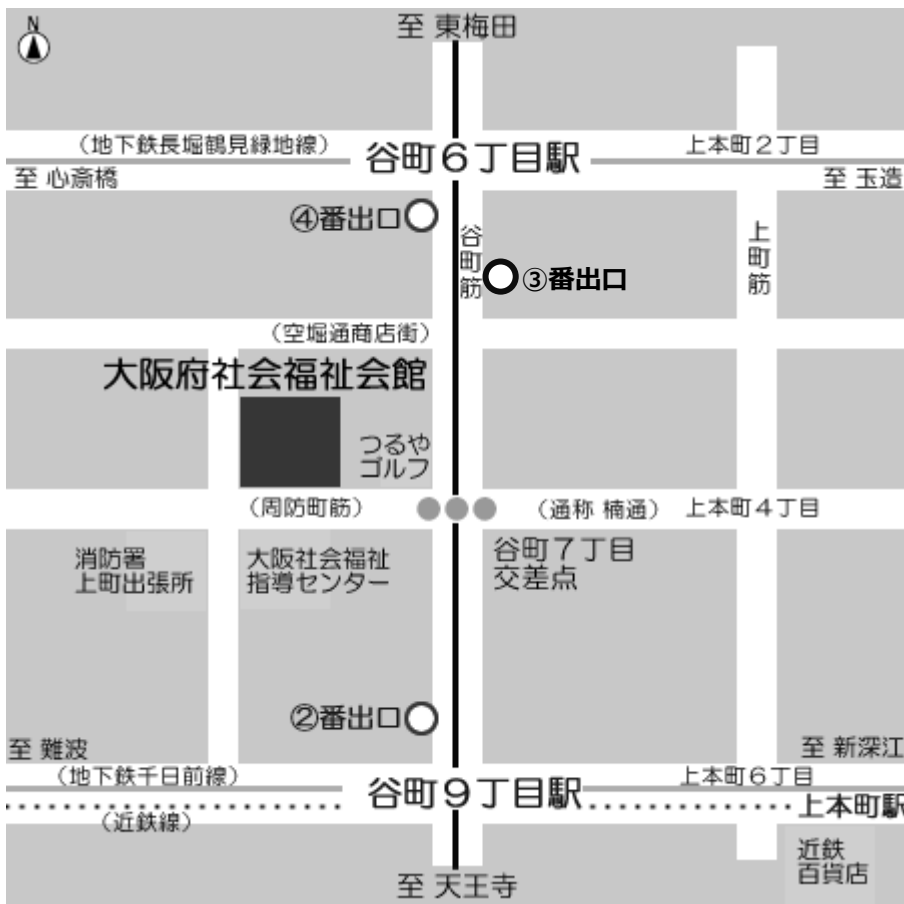 N
至 東梅田
（地下鉄長堀鶴見緑地線）
谷町６丁目駅
上本町２丁目
至 心斎橋
至 玉造
④番出口
谷町筋
上町筋
③番出口
（空堀通商店街）
大阪府社会福祉会館
つるや
ゴルフ
（周防町筋）
（通称 楠通）
上本町４丁目
消防署
上町出張所
大阪社会福祉
指導センター
谷町７丁目
交差点
②番出口
至 難波
至 新深江
（地下鉄千日前線）
谷町９丁目駅
上本町６丁目
（近鉄線）
上本町駅
近鉄
百貨店
至 天王寺